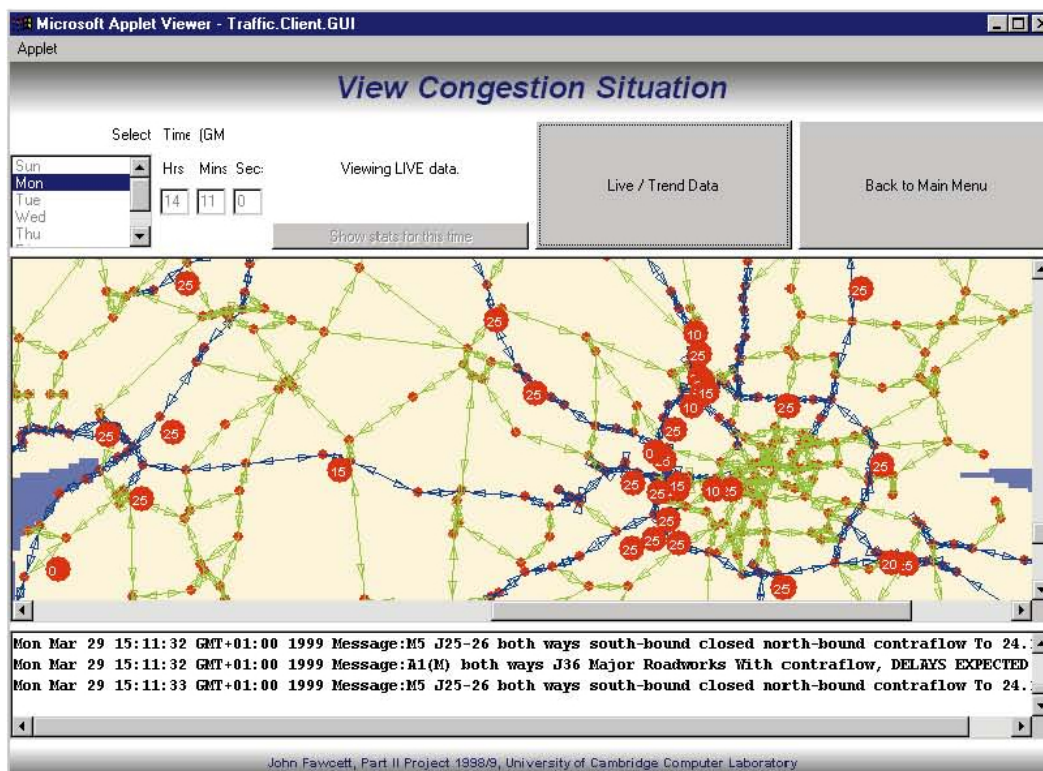 Microsoft Applet Viewer - Traffic.Client.GUI
Applet
View Congestion Situation
Select Time (GM
Sun
Mon
Tue
Wed
Thu
Hrs Mins Sec:
14 11 0
Viewing LIVE data.
Show stats for this time
Live / Trend Data
Back to Main Menu
25
25
25
10
25
15
10
25
25
25
25
25
0
25
15
25
25
25
15
10
25
25
25
25
25
25
0
20
25
Mon Mar 29 15:11:32 GMT+01:00 1999 Message:M5 J25-26 both ways south-bound closed north-bound contraflow To 24.
Mon Mar 29 15:11:32 GMT+01:00 1999 Message:A1(M) both ways J36 Major Roadworks With contraflow, DELAYS EXPECTED
Mon Mar 29 15:11:33 GMT+01:00 1999 Message:M5 J25-26 both ways south-bound closed north-bound contraflow To 24.
John Fawcett, Part II Project 1998/9, University of Cambridge Computer Laboratory